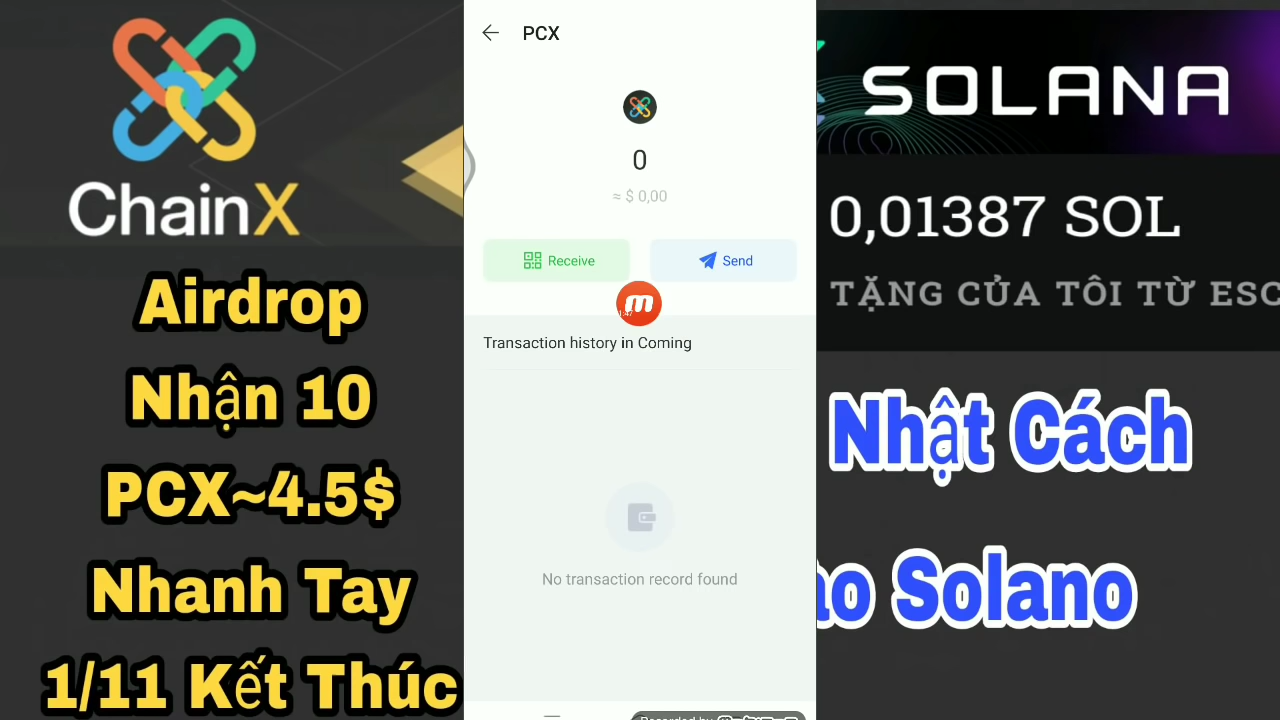 ChainX
Airdrop
Nhận 10
PCX~4.5$
Nhanh Tay
1/11 Kết Thúc
PCX
0
≈ $ 0,00
Receive
Send
Transaction history in Coming
No transaction record found
SOLANA
0,01387 SOL
TẶNG CỦA TÔI TỪ ESC
Nhật Cách
Solano